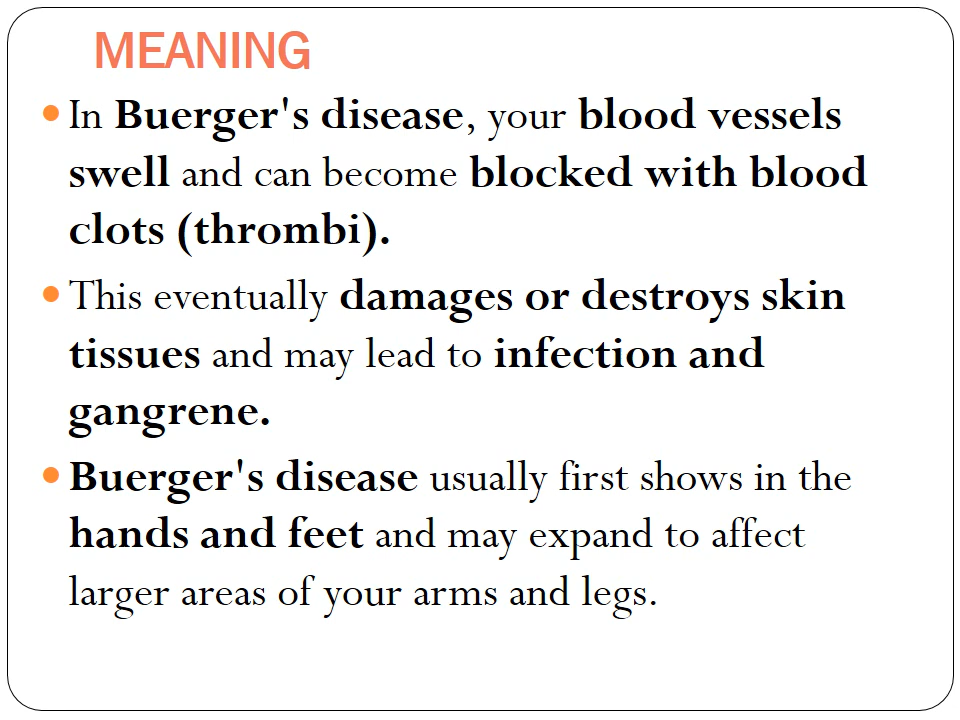 MEANING
• In Buerger's disease, your blood vessels
swell and can become blocked with blood
clots (thrombi).
• This eventually damages or destroys skin
tissues and may lead to infection and
gangrene.
• Buerger's disease usually first shows in the
hands and feet and may expand to affect
larger areas of your arms and legs.